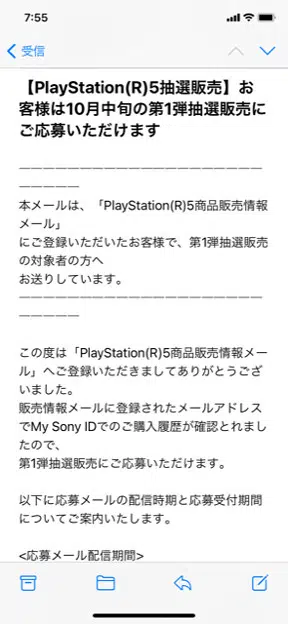 7:55
受信
【PlayStation(R)5抽選販売】お
客様は10月中旬の第1弾抽選販売に
ご応募いただけます
――――――――――――――――――――
―――――
本メールは、「PlayStation(R)5商品販売情報
メール」
にご登録いただいたお客様で、第1弾抽選販売
の対象者の方へ
お送りしています。
――――――――――――――――――――
―――――
この度は「PlayStation(R)5商品販売情報メー
ル」へご登録いただきましてありがとうござ
いました。
販売情報メールに登録されたメールアドレス
でMy Sony IDでのご購入履歴が確認とれまし
たので、
第1弾抽選販売にご応募いただけます。
以下に応募メールの配信時期と応募受付期間
についてご案内いたします。
<応募メール配信期間>